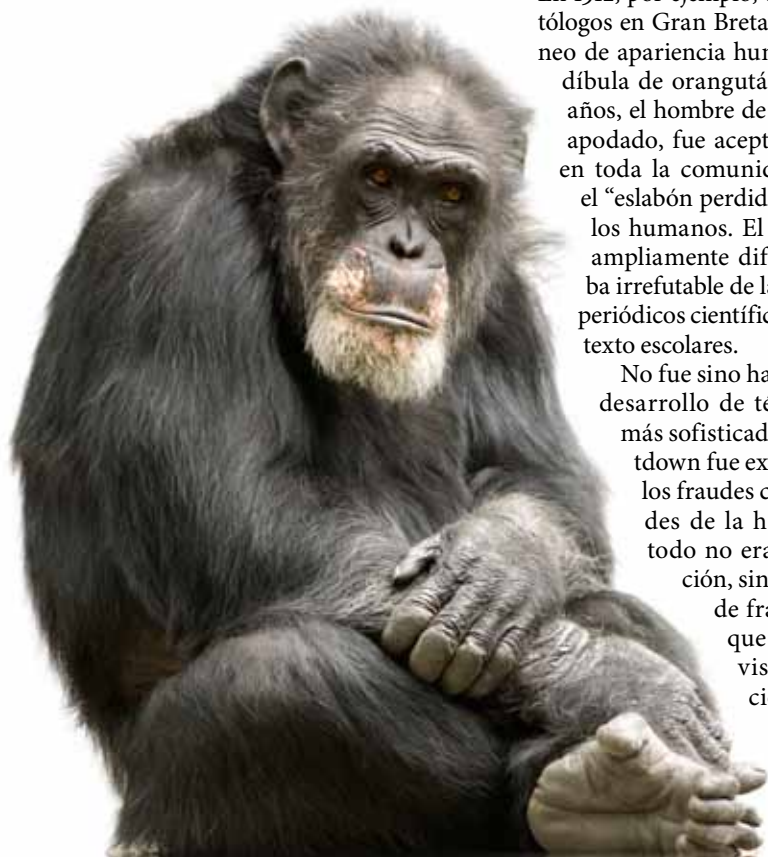 En 1912, por ejemplo,
tólogos en Gran Breta
neo de apariencia hun
díbula de orangutá
años, el hombre de
apodado, fue acept
en toda la comunic
el “eslabón perdid
los humanos. El
ampliamente dif
ba irrefutable de la
periódicos científic
texto escolares.
No fue sino ha
desarrollo de té
más sofisticad
tdown fue ex
los fraudes c
des de la h
todo no era
ción, sin
de fra
que
vis
ci